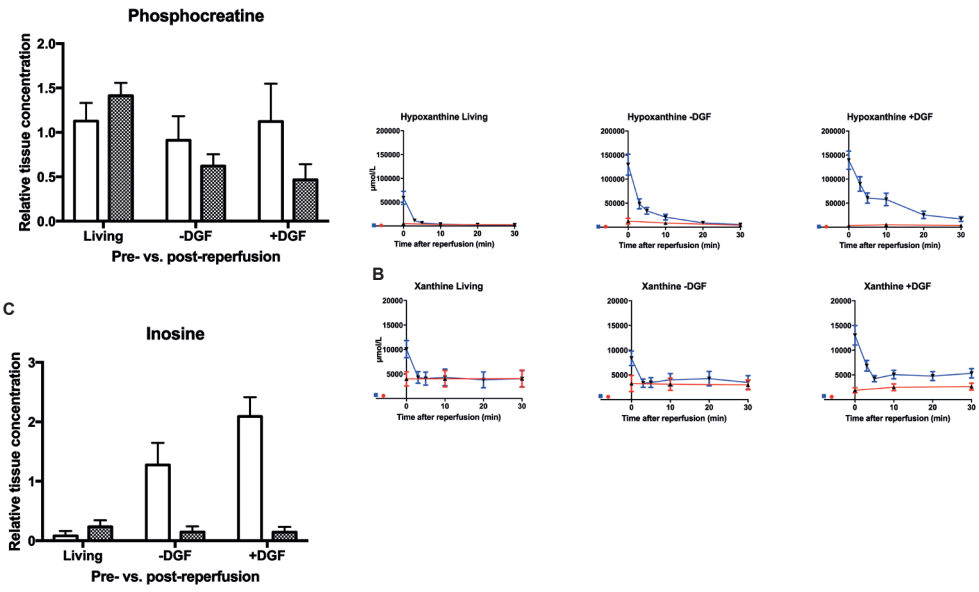 Phosphocreatine
Relative tissue concentration
2.0
1.5
1.0
0.5
0.0
Living
-DGF
+DGF
Pre- vs. post-reperfusion
C
Inosine
Relative tissue concentration
3
2
1
0
Living
-DGF
+DGF
Pre- vs. post-reperfusion
Hypoxanthine Living
µmol/L
200000
150000
100000
50000
0
10
20
30
Time after reperfusion (min)
Hypoxanthine -DGF
200000
150000
100000
50000
0
10
20
30
Time after reperfusion (min)
Hypoxanthine +DGF
200000
150000
100000
50000
0
10
20
30
Time after reperfusion (min)
B
Xanthine Living
µmol/L
20000
15000
10000
5000
0
10
20
30
Time after reperfusion (min)
Xanthine -DGF
20000
15000
10000
5000
0
10
20
30
Time after reperfusion (min)
Xanthine +DGF
20000
15000
10000
5000
0
10
20
30
Time after reperfusion (min)